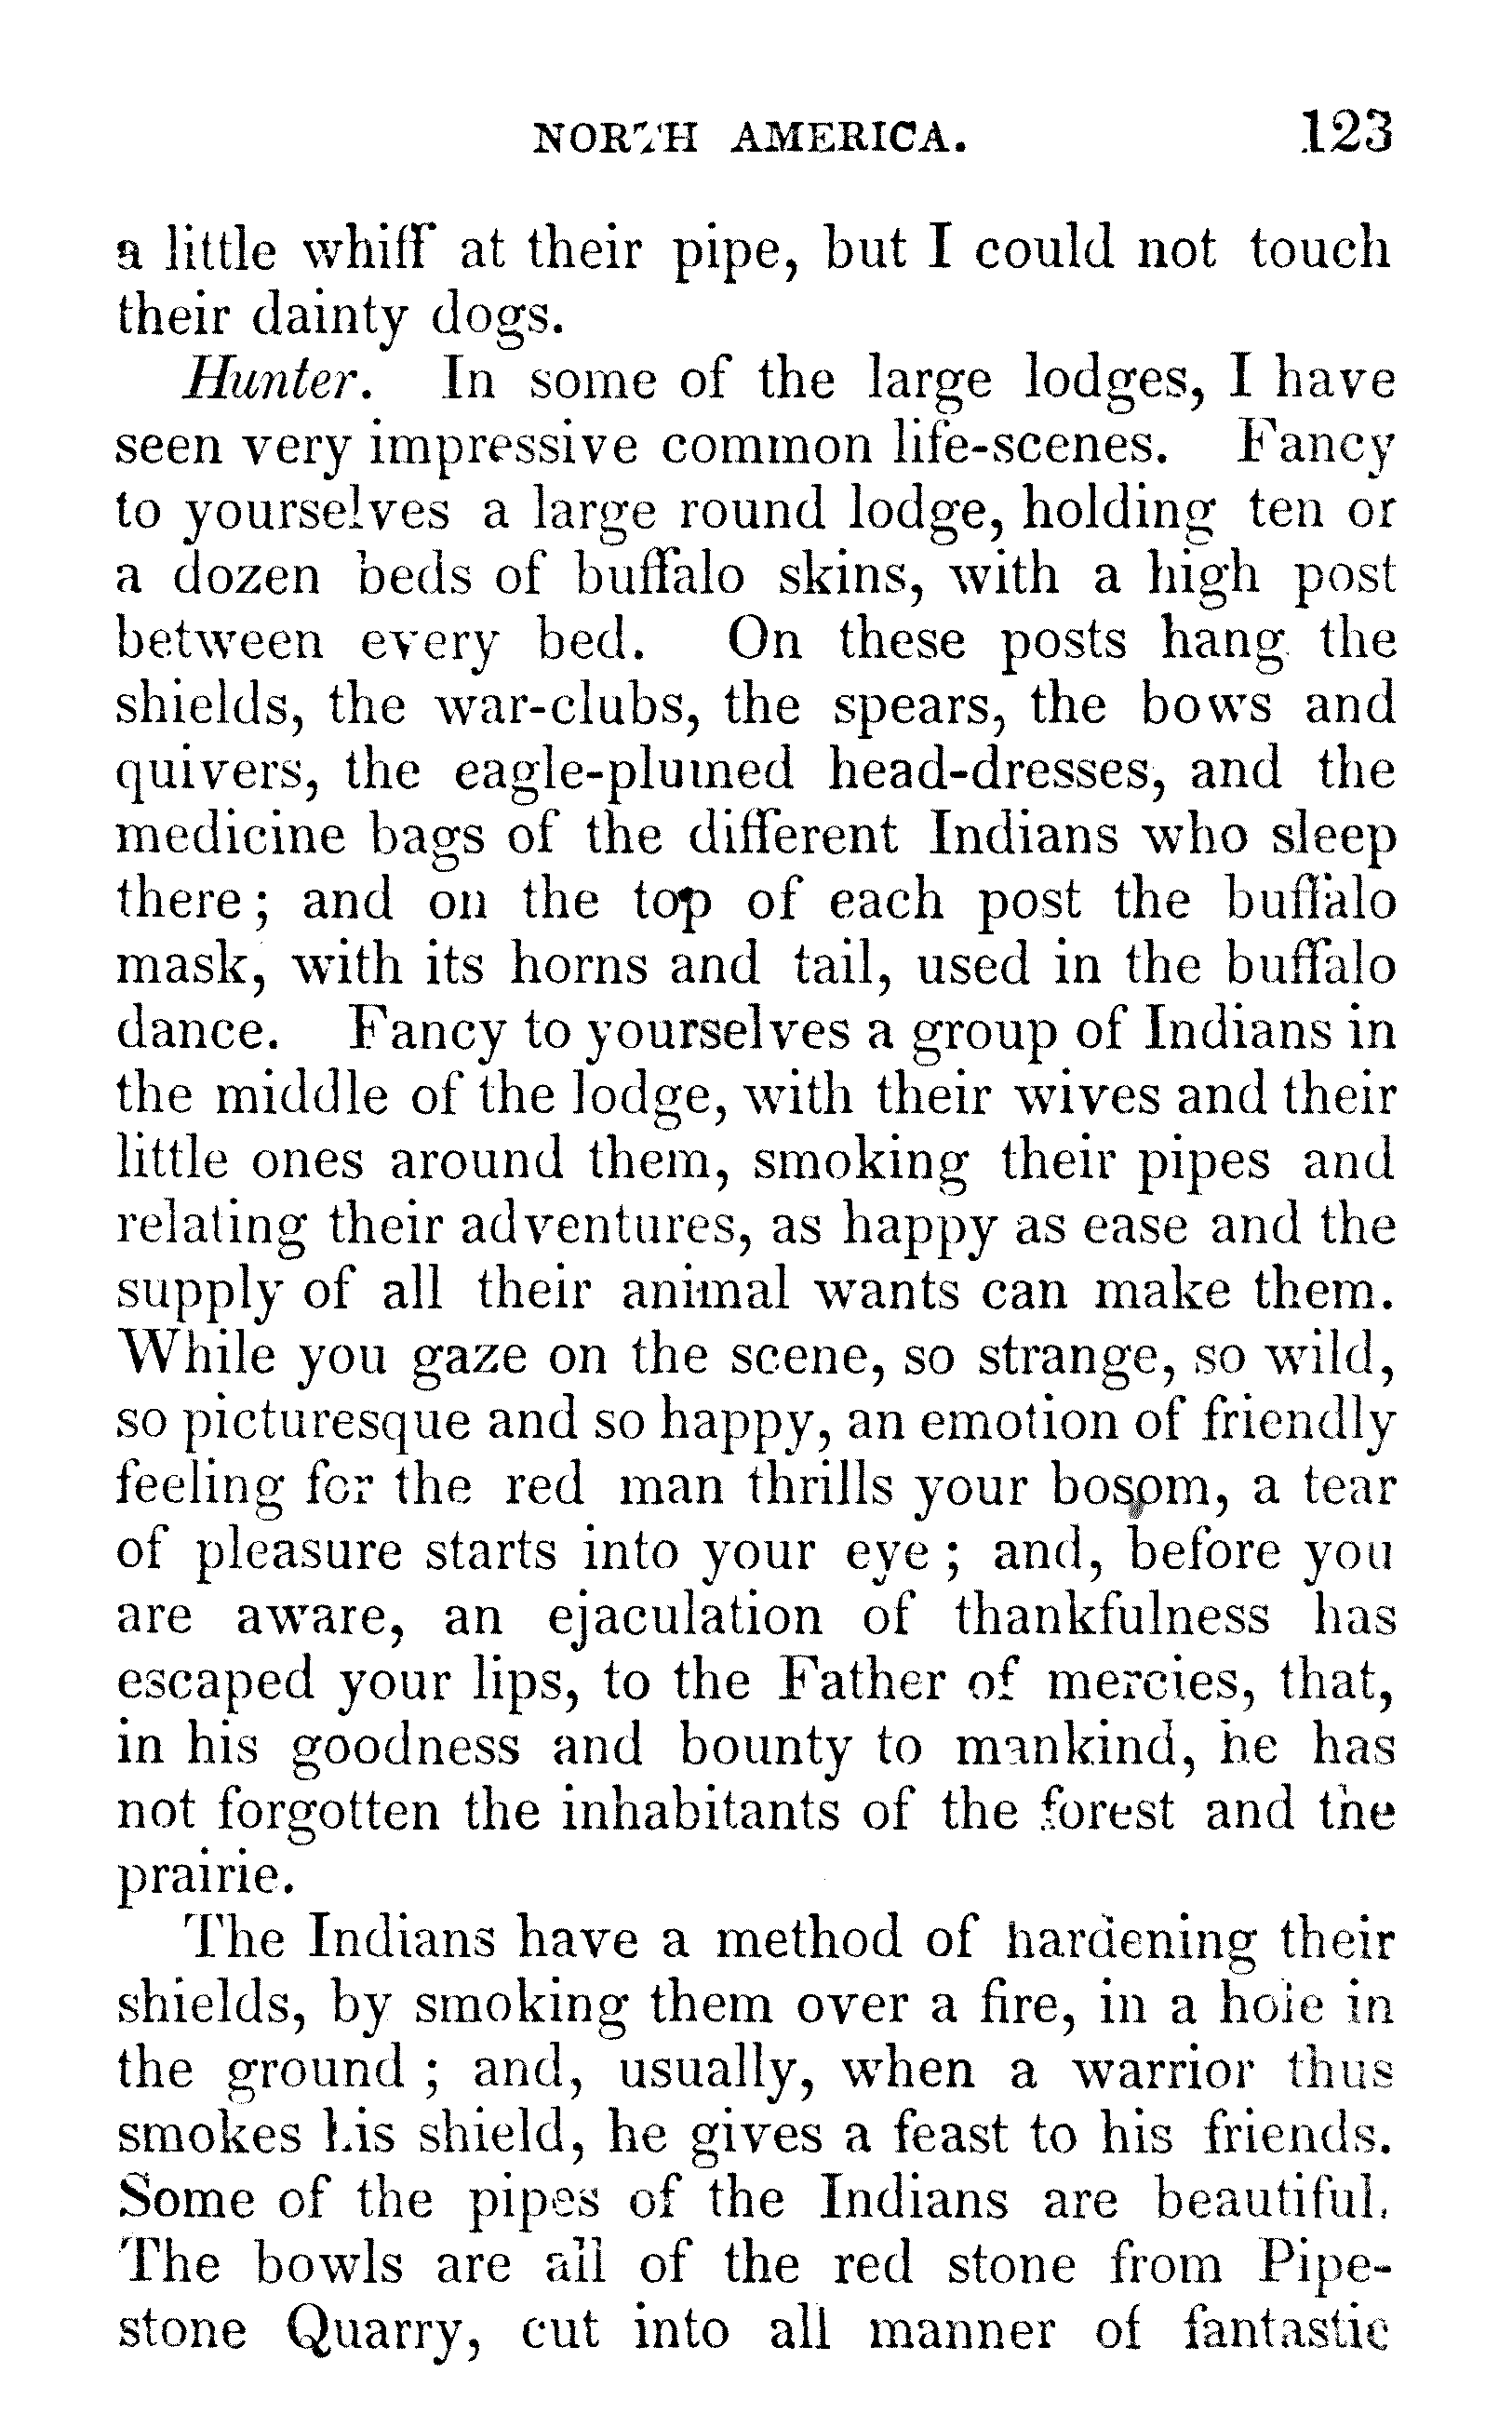 NORTH AMERICA. 123
a little whiff at their pipe, but I could not touch
their dainty dogs.
Hunter. In some of the large lodges, I have
seen very impressive common life-scenes. Fancy
to yourselves a large round lodge, holding ten or
a dozen beds of buffalo skins, with a high post
between every bed. On these posts hang the
shields, the war-clubs, the spears, the bows and
quivers, the eagle-plumed head-dresses, and the
medicine bags of the different Indians who sleep
there; and on the top of each post the buffalo
mask, with its horns and tail, used in the buffalo
dance. Fancy to yourselves a group of Indians in
the middle of the lodge, with their wives and their
little ones around them, smoking their pipes and
relating their adventures, as happy as ease and the
supply of all their animal wants can make them.
While you gaze on the scene, so strange, so wild,
so picturesque and so happy, an emotion of friendly
feeling for the red man thrills your bosom, a tear
of pleasure starts into your eye; and, before you
are aware, an ejaculation of thankfulness has
escaped your lips, to the Father of mercies, that,
in his goodness and bounty to mankind, he has
not forgotten the inhabitants of the forest and the
prairie.
The Indians have a method of hardening their
shields, by smoking them over a fire, in a hole in
the ground; and, usually, when a warrior thus
smokes his shield, he gives a feast to his friends.
Some of the pipes of the Indians are beautiful.
The bowls are all of the red stone from Pipe-
stone Quarry, cut into all manner of fantastic